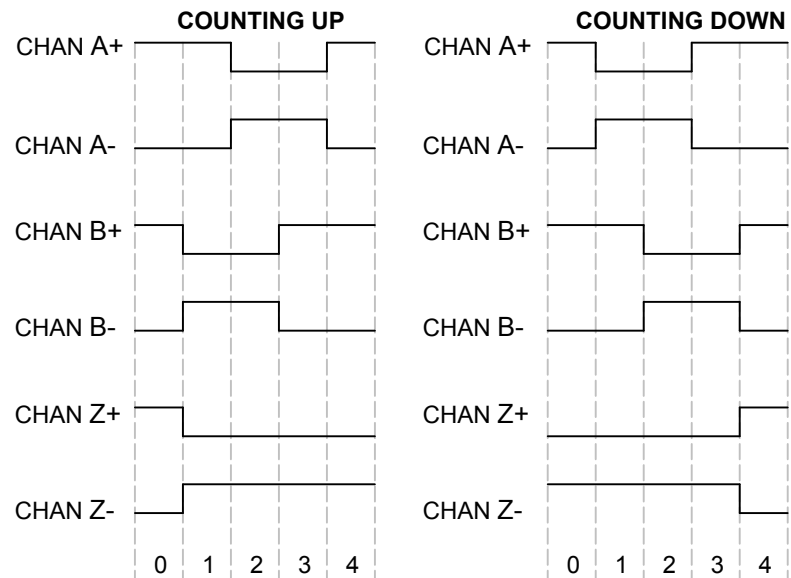 COUNTING UP
CHAN A+
CHAN A-
CHAN B+
CHAN B-
CHAN Z+
CHAN Z-
0 1 2 3 4
COUNTING DOWN
CHAN A+
CHAN A-
CHAN B+
CHAN B-
CHAN Z+
CHAN Z-
0 1 2 3 4